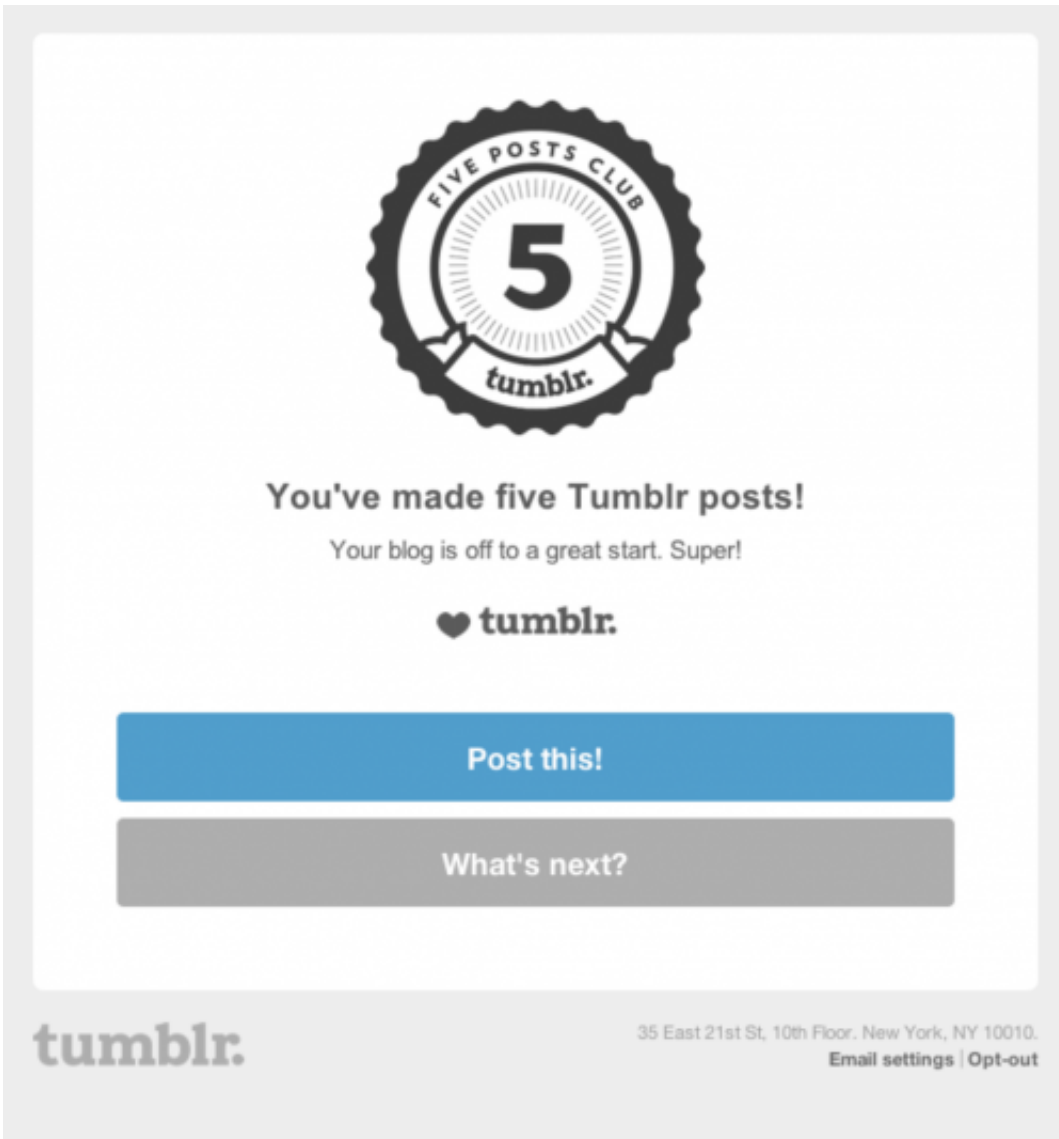 FIVE POSTS CLUB
5
tumblr.
You've made five Tumblr posts!
Your blog is off to a great start. Super!
tumblr.
Post this!
What's next?
tumblr.
35 East 21st St, 10th Floor. New York, NY 10010.
Email settings | Opt-out